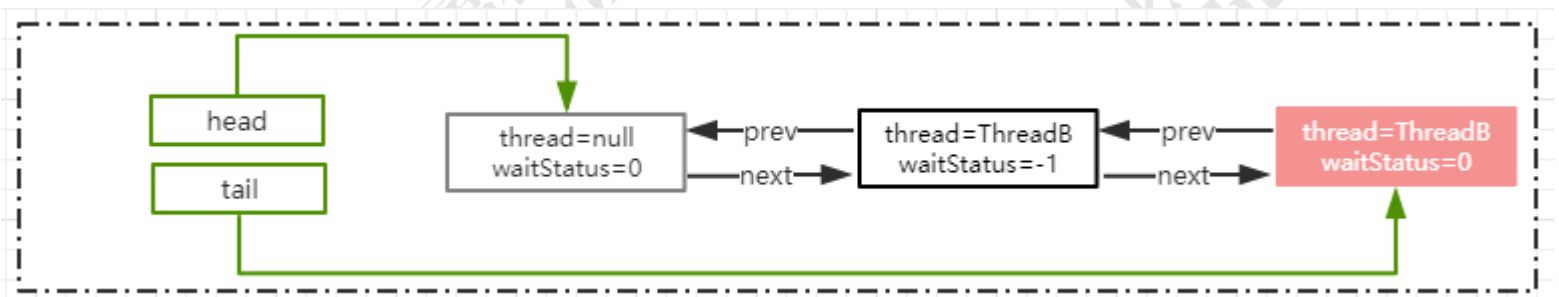 head
tail
thread=null
waitStatus=0
prev
next
thread=ThreadB
waitStatus=-1
prev
next
thread=ThreadB
waitStatus=0